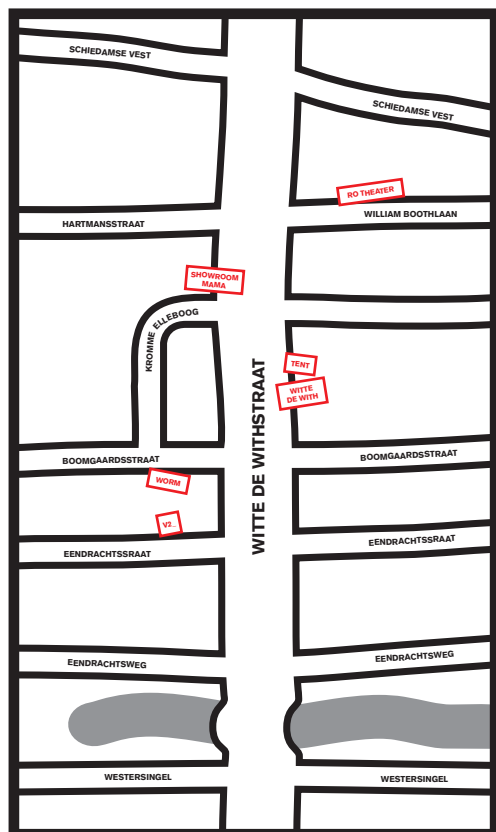 SCHIEDAMSE VEST
SCHIEDAMSE VEST
RO THEATER
HARTMANSSTRAAT
WILLIAM BOOTHLAAN
SHOWROOM
MAMA
KROMME ELLEBOOG
TENT
WITTE
DE WITH
WITTE DE WITHSTRAAT
BOOMGAARDSSTRAAT
BOOMGAARDSSTRAAT
WORM
V2_
EENDRACHTSSRAAT
EENDRACHTSSRAAT
EENDRACHTSWEG
EENDRACHTSWEG
WESTERSINGEL
WESTERSINGEL